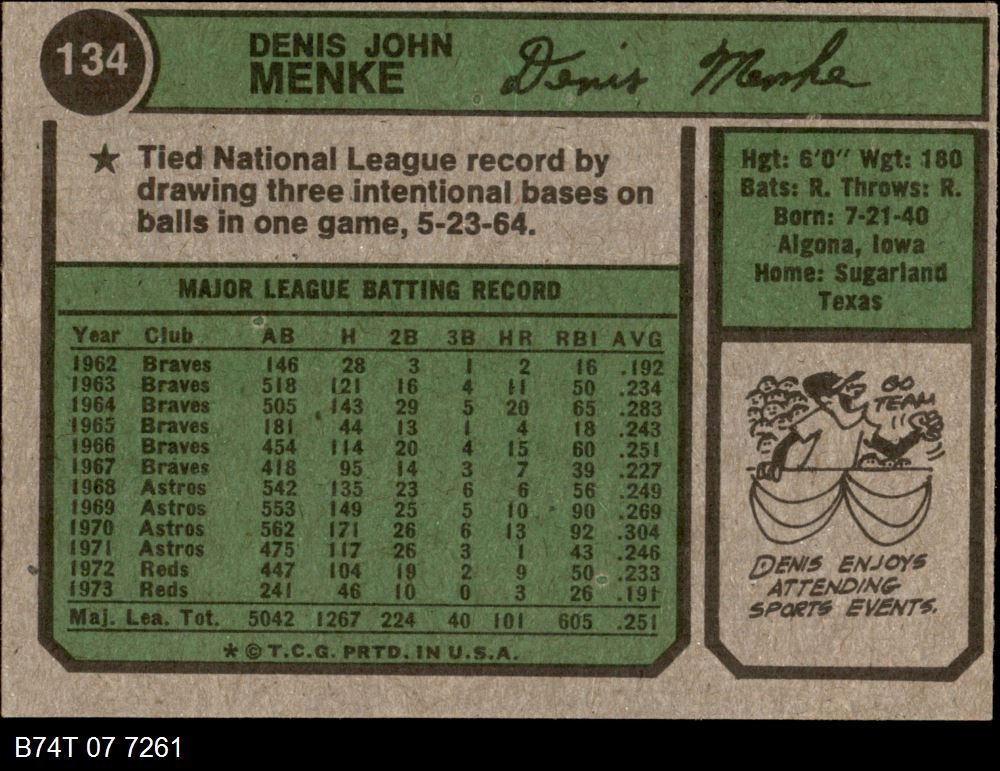 134
DENIS JOHN
MENKE
Denis Menke
★ Tied National League record by
drawing three intentional bases on
balls in one game, 5-23-64.
Hgt: 6'0" Wgt: 180
Bats: R. Throws: R.
Born: 7-21-40
Algona, Iowa
Home: Sugarland
Texas
MAJOR LEAGUE BATTING RECORD
Year Club AB H 2B 3B HR RBI AVG
1962 Braves 146 28 3 1 2 16 .192
1963 Braves 518 121 16 4 11 50 .234
1964 Braves 505 143 29 5 20 65 .283
1965 Braves 181 44 13 1 4 18 .243
1966 Braves 454 114 20 4 15 60 .251
1967 Braves 418 95 14 3 7 39 .227
1968 Astros 542 135 23 6 6 56 .249
1969 Astros 553 149 25 5 10 90 .269
1970 Astros 562 171 26 6 13 92 .304
1971 Astros 475 117 26 3 1 43 .246
1972 Reds 447 104 19 2 9 50 .233
1973 Reds 241 46 10 0 3 26 .191
Maj. Lea. Tot. 5042 1267 224 40 101 605 .251
* © T.C.G. PRTD. IN U.S.A.
GO
TEAM
DENIS ENJOYS
ATTENDING
SPORTS EVENTS.
B74T 07 7261